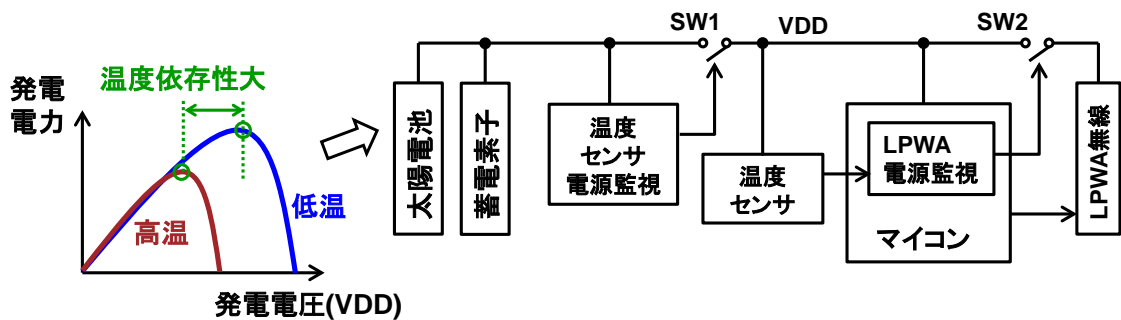 温度依存性大
発電
電力
低温
高温
発電電圧(VDD)
太陽電池
蓄電素子
温度
センサ
電源監視
SW1
VDD
温度
センサ
LPWA
電源監視
マイコン
SW2
LPWA無線